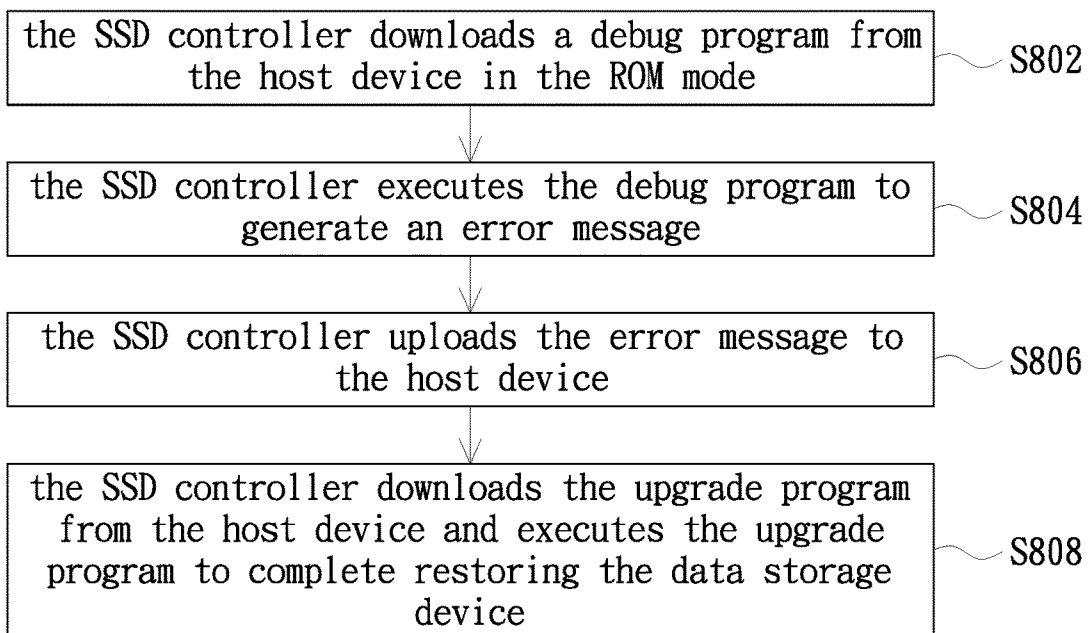 the SSD controller downloads a debug program from
the host device in the ROM mode
S802
the SSD controller executes the debug program to
generate an error message
S804
the SSD controller uploads the error message to
the host device
S806
the SSD controller downloads the upgrade program
from the host device and executes the upgrade
program to complete restoring the data storage
device
S808